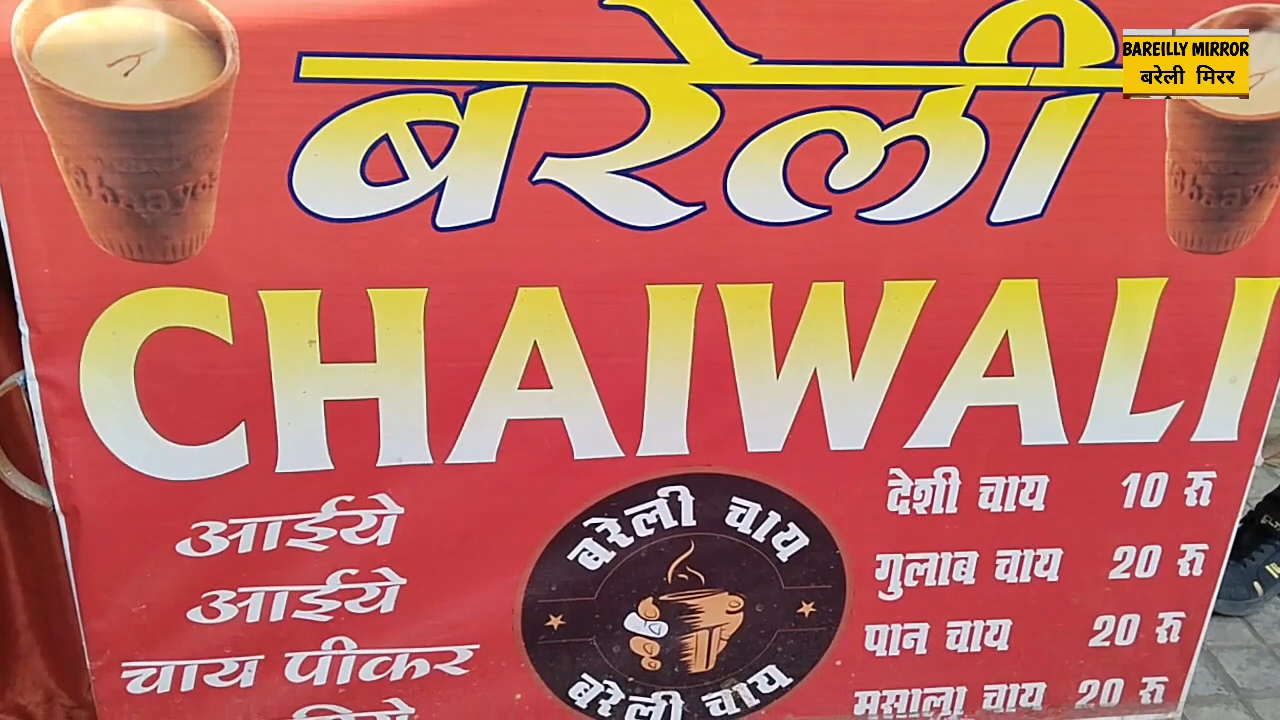 BAREILLY MIRROR
बरेली मिरर
बरेली
CHAIWALI
आईये
आईये
चाय पीकर
बरेली चाय
बरेली चाय
देशी चाय 10 रु
गुलाब चाय 20 रु
पान चाय 20 रु
मसाला चाय 20 रु